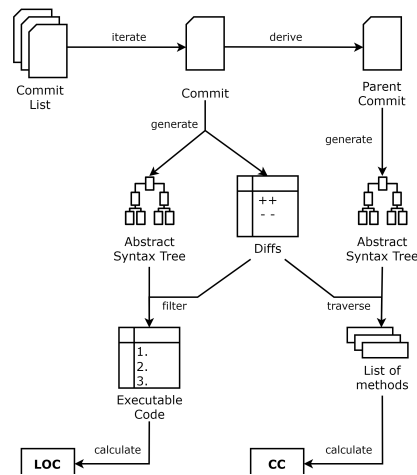 iterate
derive
Commit
List
Commit
Parent
Commit
generate
generate
++
--
Abstract
Syntax Tree
Diffs
Abstract
Syntax Tree
filter
traverse
1.
2.
3.
Executable
Code
List of
methods
calculate
calculate
LOC
CC